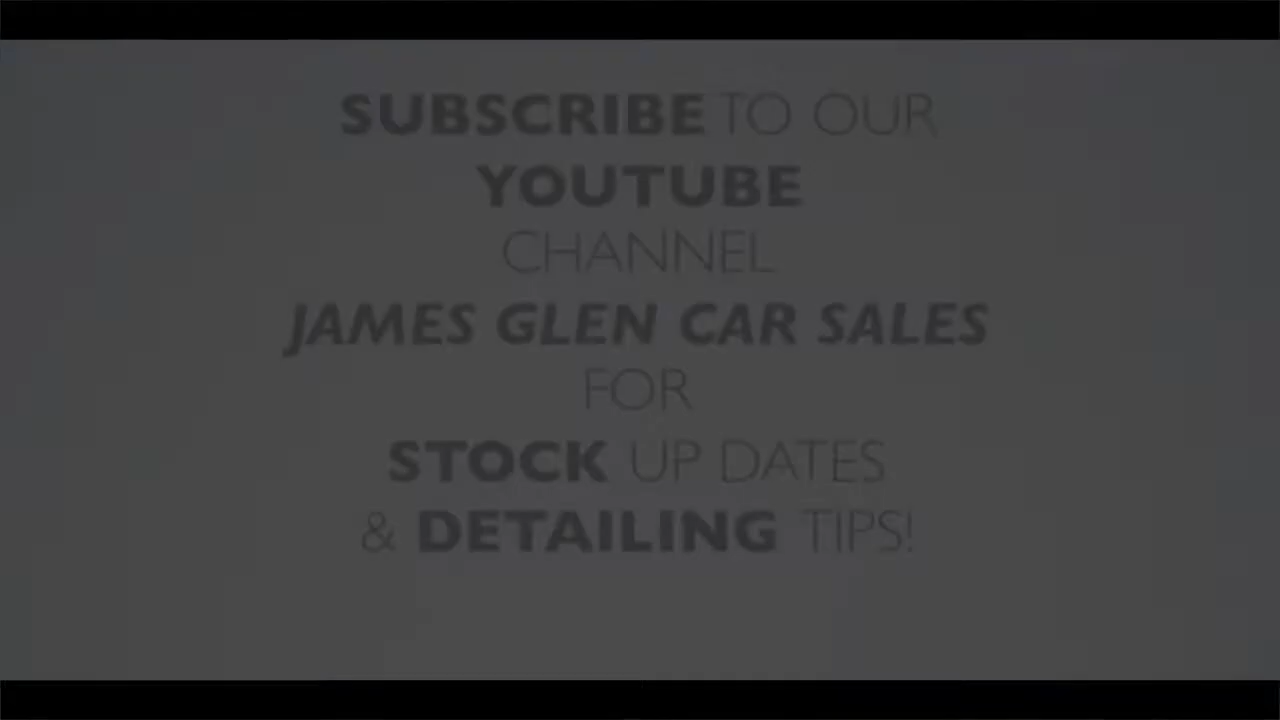 SUBSCRIBE TO OUR
YOUTUBE
CHANNEL
JAMES GLEN CAR SALES
FOR
STOCK UP DATES
& DETAILING TIPS!